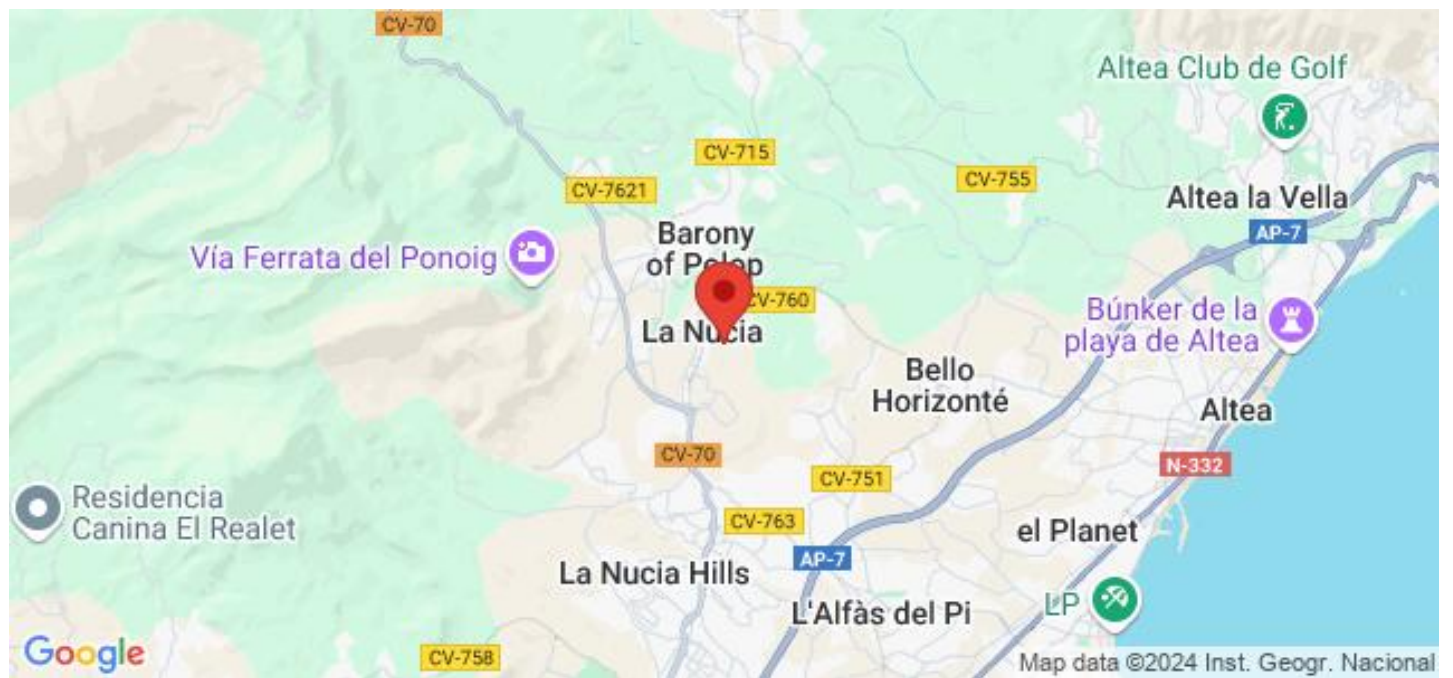 CV-70
Altea Club de Golf
CV-715
CV-755
CV-7621
Altea la Vella
AP-7
Barony
of Polop
Vía Ferrata del Ponoig
CV-760
La Nucia
Búnker de la
playa de Altea
Bello
Horizonté
Altea
CV-70
N-332
CV-751
Residencia
Canina El Realet
CV-763
el Planet
AP-7
La Nucia Hills
LP
L'Alfàs del Pi
Google
CV-758
Map data ©2024 Inst. Geogr. Nacional